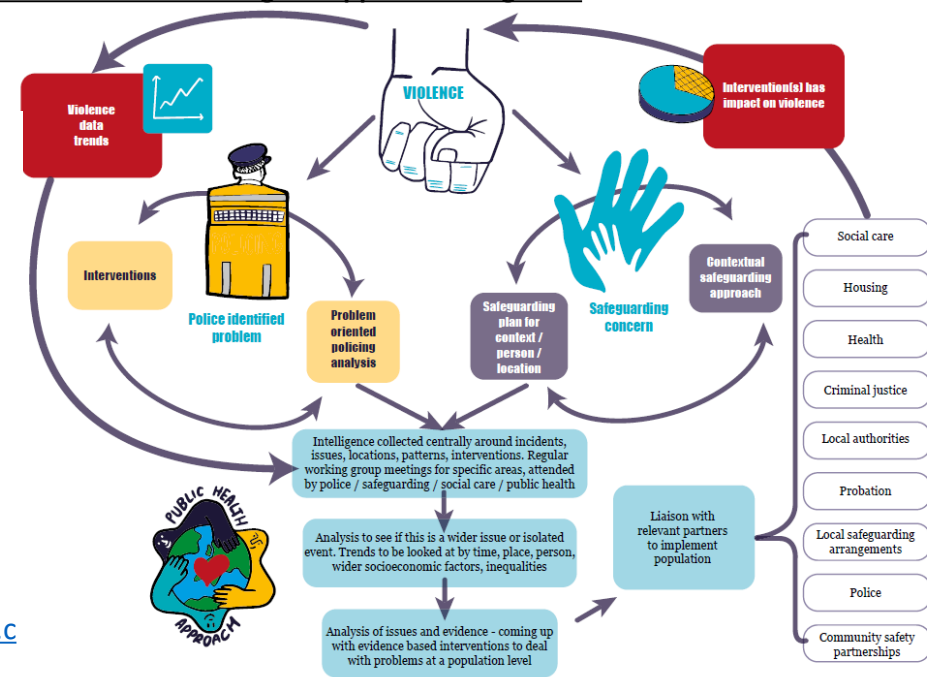 VIOLENCE
Violence
data
trends
Intervention(s) has
impact on violence
Interventions
Police identified
problem
Problem
oriented
policing
analysis
Safeguarding
plan for
context /
person /
location
Safeguarding
concern
Contextual
safeguarding
approach
Intelligence collected centrally around incidents,
issues, locations, patterns, interventions. Regular
working group meetings for specific areas, attended
by police / safeguarding / social care / public health
Analysis to see if this is a wider issue or isolated
event. Trends to be looked at by time, place, person,
wider socioeconomic factors, inequalities
Analysis of issues and evidence - coming up
with evidence based interventions to deal
with problems at a population level
Liaison with
relevant partners
to implement
population
Social care
Housing
Health
Criminal justice
Local authorities
Probation
Local safeguarding
arrangements
Police
Community safety
partnerships
PUBLIC HEALTH
APPROACH